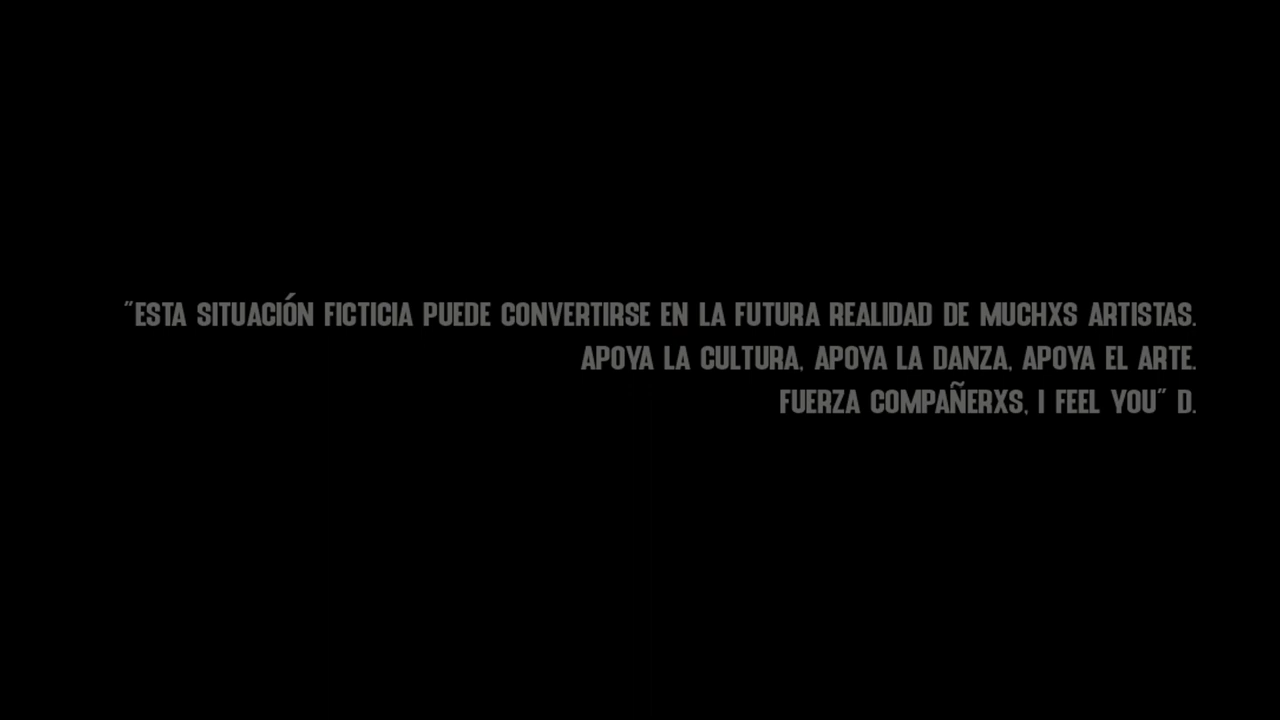 "ESTA SITUACIÓN FICTICIA PUEDE CONVERTIRSE EN LA FUTURA REALIDAD DE MUCHXS ARTISTAS.
APOYA LA CULTURA, APOYA LA DANZA, APOYA EL ARTE.
FUERZA COMPAÑERXS, I FEEL YOU" D.